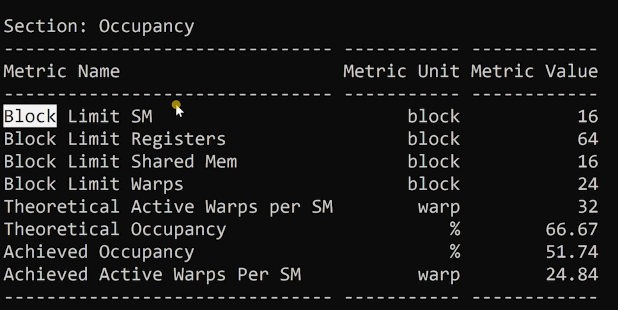 Section: Occupancy
------------------------------- ----------- ------------
Metric Name Metric Unit Metric Value
------------------------------- ----------- ------------
Block Limit SM block 16
Block Limit Registers block 64
Block Limit Shared Mem block 16
Block Limit Warps block 24
Theoretical Active Warps per SM warp 32
Theoretical Occupancy % 66.67
Achieved Occupancy % 51.74
Achieved Active Warps Per SM warp 24.84
------------------------------- ----------- ------------